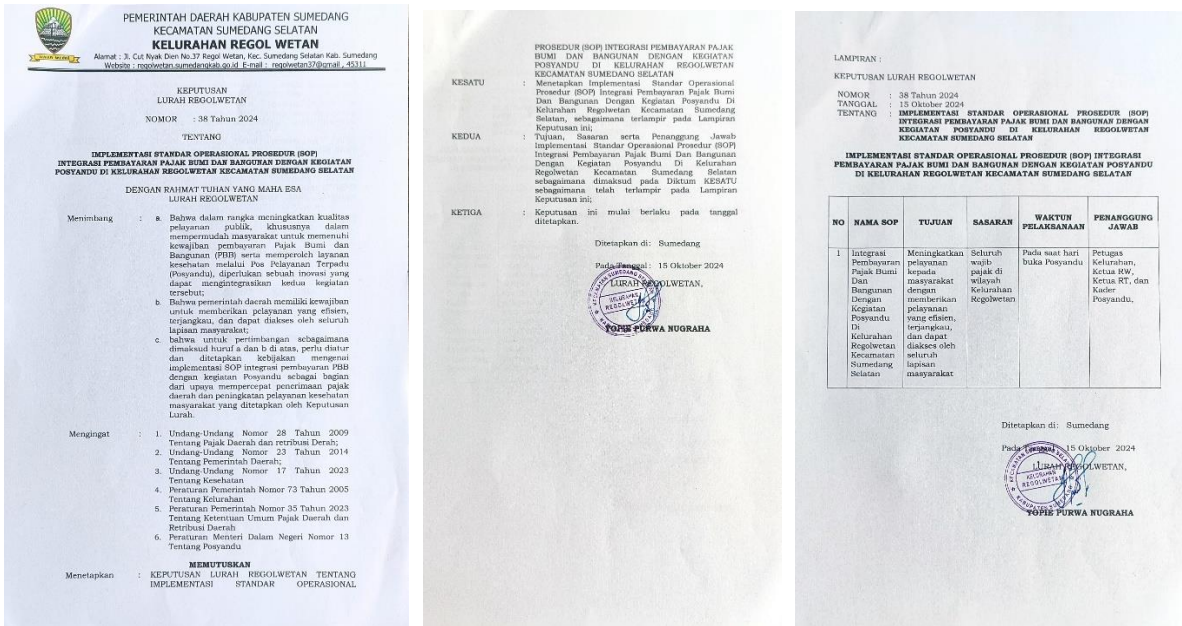 PEMERINTAH DAERAH KABUPATEN SUMEDANG
KECAMATAN SUMEDANG SELATAN
KELURAHAN REGOL WETAN
Alamat : Jl. Cut Nyak Dien No.37 Regol Wetan, Kec. Sumedang Selatan Kab. Sumedang
Website : regolwetan.sumedangkab.go.id E-mail : regolwetan37@gmail , 45311
KEPUTUSAN
LURAH REGOLWETAN
NOMOR : 38 Tahun 2024
TENTANG
IMPLEMENTASI STANDAR OPERASIONAL PROSEDUR (SOP)
INTEGRASI PEMBAYARAN PAJAK BUMI DAN BANGUNAN DENGAN KEGIATAN
POSYANDU DI KELURAHAN REGOLWETAN KECAMATAN SUMEDANG SELATAN
DENGAN RAHMAT TUHAN YANG MAHA ESA
LURAH REGOLWETAN
Menimbang : a. Bahwa dalam rangka meningkatkan kualitas
pelayanan publik, khususnya dalam
mempermudah masyarakat untuk memenuhi
kewajiban pembayaran Pajak Bumi dan
Bangunan (PBB) serta memperoleh layanan
kesehatan melalui Pos Pelayanan Terpadu
(Posyandu), diperlukan sebuah inovasi yang
dapat mengintegrasikan kedua kegiatan
tersebut;
b. Bahwa pemerintah daerah memiliki kewajiban
untuk memberikan pelayanan yang efisien,
terjangkau, dan dapat diakses oleh seluruh
lapisan masyarakat;
c. bahwa untuk pertimbangan sebagaimana
dimaksud huruf a dan b di atas, perlu diatur
dan ditetapkan kebijakan mengenai
implementasi SOP integrasi pembayaran PBB
dengan kegiatan Posyandu sebagai bagian
dari upaya mempercepat penerimaan pajak
daerah dan peningkatan pelayanan kesehatan
masyarakat yang ditetapkan oleh Keputusan
Lurah.
Mengingat : 1. Undang-Undang Nomor 28 Tahun 2009
Tentang Pajak Daerah dan retribusi Derah;
2. Undang-Undang Nomor 23 Tahun 2014
Tentang Pemerintah Daerah;
3. Undang-Undang Nomor 17 Tahun 2023
Tentang Kesehatan
4. Peraturan Pemerintah Nomor 73 Tahun 2005
Tentang Kelurahan
5. Peraturan Pemerintah Nomor 35 Tahun 2023
Tentang Ketentuan Umum Pajak Daerah dan
Retribusi Daerah
6. Peraturan Menteri Dalam Negeri Nomor 13
Tentang Posyandu
MEMUTUSKAN
Menetapkan : KEPUTUSAN LURAH REGOLWETAN TENTANG
IMPLEMENTASI STANDAR OPERASIONAL
PROSEDUR (SOP) INTEGRASI PEMBAYARAN PAJAK
BUMI DAN BANGUNAN DENGAN KEGIATAN
POSYANDU DI KELURAHAN REGOLWETAN
KECAMATAN SUMEDANG SELATAN
KESATU : Menetapkan Implementasi Standar Operasional
Prosedur (SOP) Integrasi Pembayaran Pajak Bumi
Dan Bangunan Dengan Kegiatan Posyandu Di
Kelurahan Regolwetan Kecamatan Sumedang
Selatan, sebagaimana terlampir pada Lampiran
Keputusan ini;
KEDUA : Tujuan, Sasaran serta Penanggung Jawab
Implementasi Standar Operasional Prosedur (SOP)
Integrasi Pembayaran Pajak Bumi Dan Bangunan
Dengan Kegiatan Posyandu Di Kelurahan
Regolwetan Kecamatan Sumedang Selatan
sebagaimana dimaksud pada Diktum KESATU
sebagaimana telah terlampir pada Lampiran
Keputusan ini;
KETIGA : Keputusan ini mulai berlaku pada tanggal
ditetapkan.
Ditetapkan di: Sumedang
Pada Tanggal: 15 Oktober 2024
LURAH REGOLWETAN,
KELURAHAN
REGOLWETAN
YOPIE PURWA NUGRAHA
LAMPIRAN :
KEPUTUSAN LURAH REGOLWETAN
NOMOR : 38 Tahun 2024
TANGGAL : 15 Oktober 2024
TENTANG : IMPLEMENTASI STANDAR OPERASIONAL PROSEDUR (SOP)
INTEGRASI PEMBAYARAN PAJAK BUMI DAN BANGUNAN DENGAN
KEGIATAN POSYANDU DI KELURAHAN REGOLWETAN
KECAMATAN SUMEDANG SELATAN
IMPLEMENTASI STANDAR OPERASIONAL PROSEDUR (SOP) INTEGRASI
PEMBAYARAN PAJAK BUMI DAN BANGUNAN DENGAN KEGIATAN POSYANDU
DI KELURAHAN REGOLWETAN KECAMATAN SUMEDANG SELATAN
NO NAMA SOP TUJUAN SASARAN WAKTUN PELAKSANAAN PENANGGUNG JAWAB
1 Integrasi Meningkatkan Seluruh Pada saat hari Petugas
Pembayaran pelayanan wajib buka Posyandu Kelurahan,
Pajak Bumi kepada pajak di Ketua RW,
Dan masyarakat wilayah Ketua RT, dan
Bangunan dengan Kelurahan Kader
Dengan memberikan Regolwetan Posyandu,
Kegiatan pelayanan
Posyandu yang efisien,
Di terjangkau,
Kelurahan dan dapat
Regolwetan diakses oleh
Kecamatan seluruh
Sumedang lapisan
Selatan masyarakat
Ditetapkan di: Sumedang
Pada Tanggal: 15 Oktober 2024
LURAH REGOLWETAN,
KELURAHAN
REGOLWETAN
YOPIE PURWA NUGRAHA